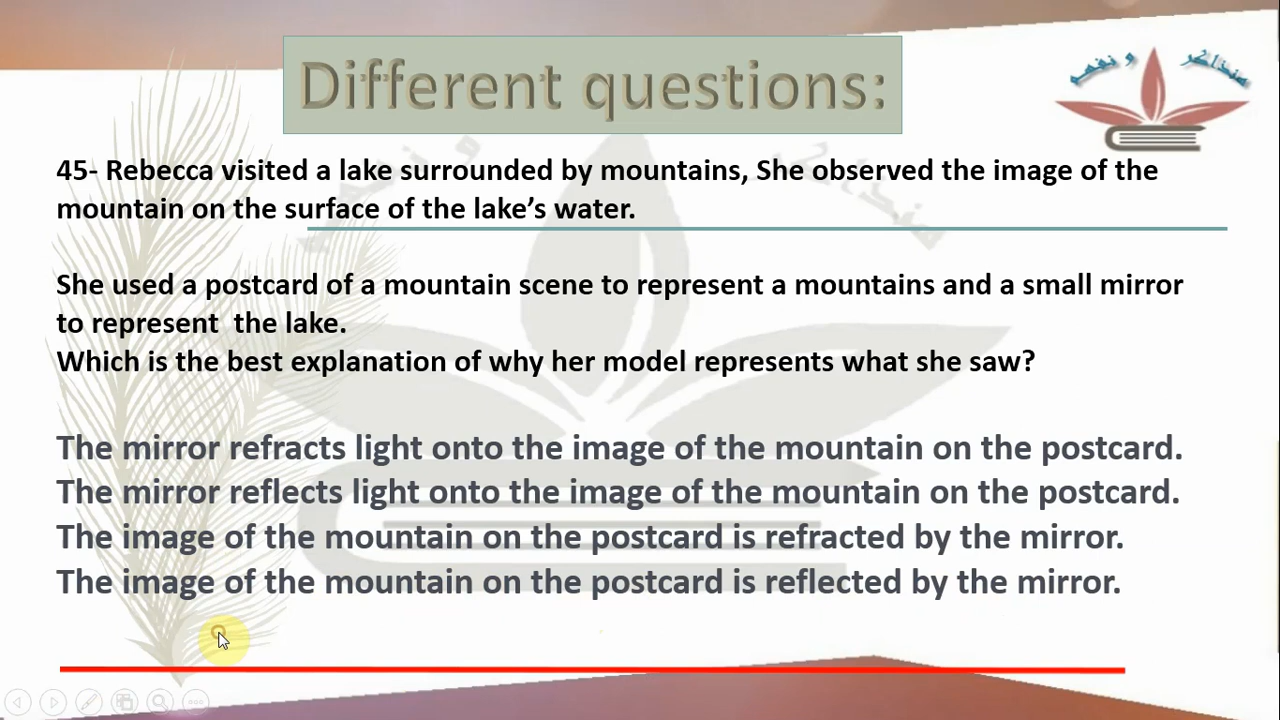 Different questions:
منذاكر و نفهم
45- Rebecca visited a lake surrounded by mountains, She observed the image of the
mountain on the surface of the lake's water.
She used a postcard of a mountain scene to represent a mountains and a small mirror
to represent  the lake.
Which is the best explanation of why her model represents what she saw?
The mirror refracts light onto the image of the mountain on the postcard.
The mirror reflects light onto the image of the mountain on the postcard.
The image of the mountain on the postcard is refracted by the mirror.
The image of the mountain on the postcard is reflected by the mirror.